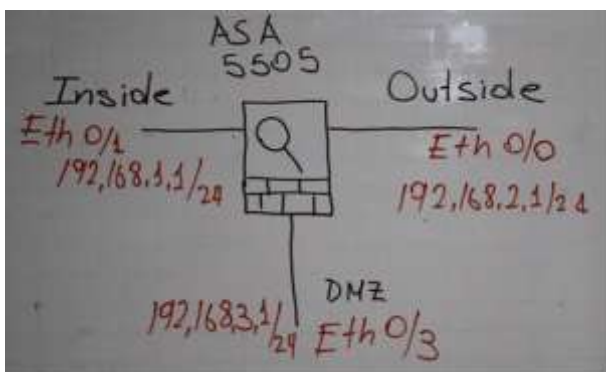 ASA
5505
Inside
Outside
Eth 0/1
Eth 0/0
192,168,1,1/24
192,168,2,1/24
DMZ
192,168,3,1/24
Eth 0/3